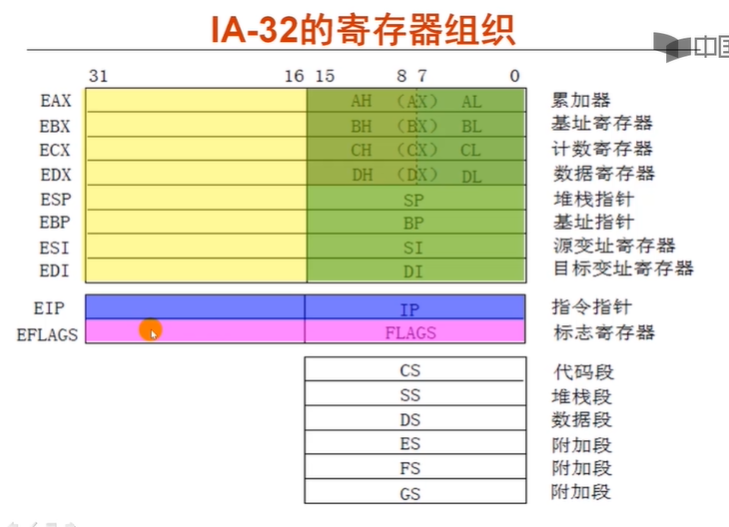 IA-32的寄存器组织
中国
31 16 15 8 7 0
EAX AH (AX) AL 累加器
EBX BH (BX) BL 基址寄存器
ECX CH (CX) CL 计数寄存器
EDX DH (DX) DL 数据寄存器
ESP SP 堆栈指针
EBP BP 基址指针
ESI SI 源变址寄存器
EDI DI 目标变址寄存器
EIP IP 指令指针
EFLAGS FLAGS 标志寄存器
CS 代码段
SS 堆栈段
DS 数据段
ES 附加段
FS 附加段
GS 附加段